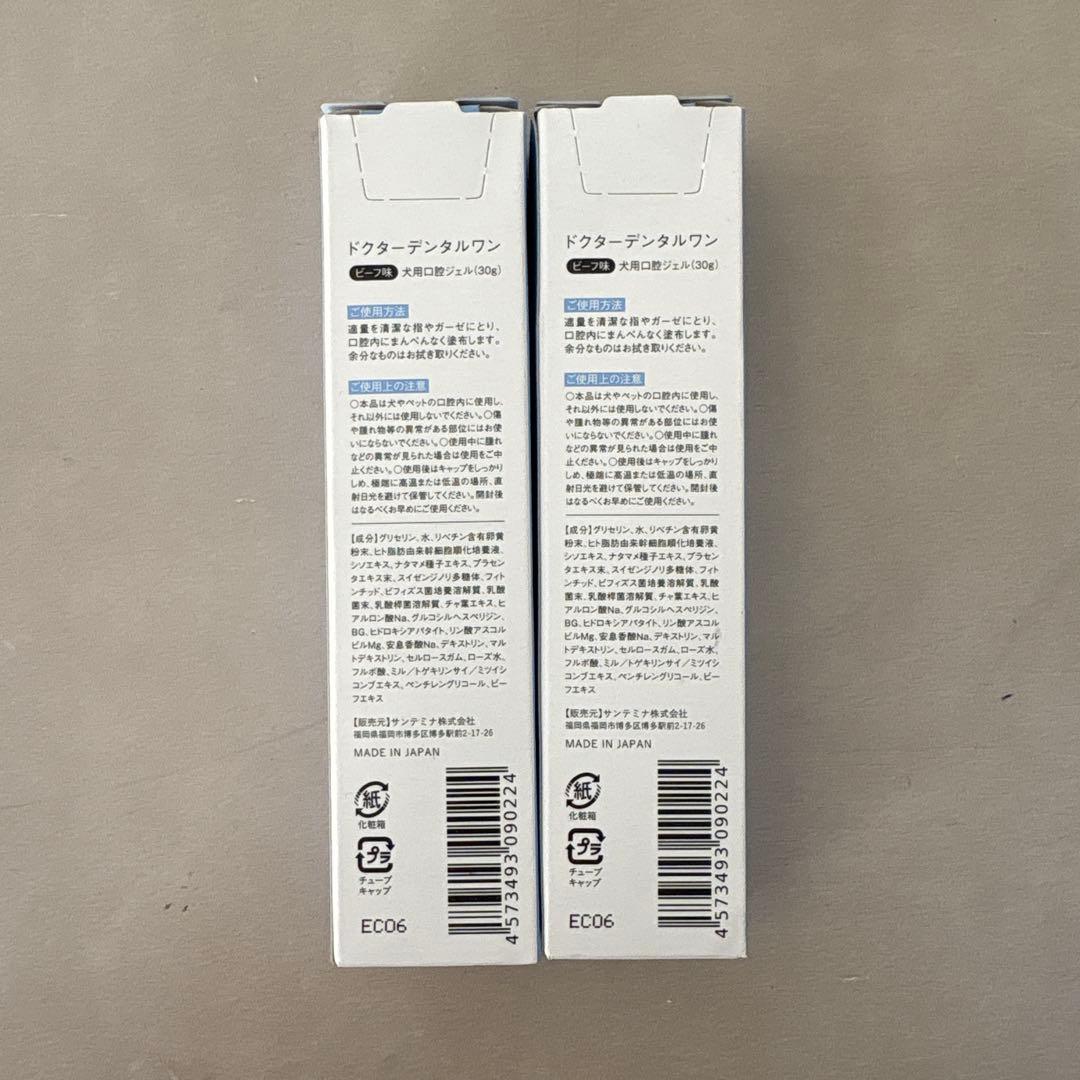 ドクターデンタルワン
ビーフ味 犬用口腔ジェル(30g)
ご使用方法
適量を清潔な指やガーゼにとり、
口腔内にまんべんなく塗布します。
余分なものはお拭き取りください。
ご使用上の注意
○本品は犬やペットの口腔内に使用し、
それ以外には使用しないでください。○傷
や腫れ物等の異常がある部位にはお使
いにならないでください。○使用中に腫れ
などの異常が見られた場合は使用をご中
止ください。○使用後はキャップをしっかり
しめ、極端に高温または低温の場所、直
射日光を避けて保管してください。開封後
はなるべくお早めにご使用ください。
【成分】グリセリン、水、リベチン含有卵黄
粉末、ヒト脂肪由来幹細胞順化培養液、
シソエキス、ナタマメ種子エキス、プラセン
タエキス末、スイゼンジノリ多糖体、フィト
ンチッド、ビフィズス菌培養溶解質、乳酸
菌末、乳酸桿菌溶解質、チャ葉エキス、ヒ
アルロン酸Na、グルコシルヘスペリジン、
BG、ヒドロキシアパタイト、リン酸アスコル
ビルMg、安息香酸Na、デキストリン、マル
トデキストリン、セルロースガム、ローズ水、
フルボ酸、ミル／トゲキリンサイ／ミツイシ
コンブエキス、ペンチレングリコール、ビー
フエキス
【販売元】サンテミナ株式会社
福岡県福岡市博多区博多駅前2-17-26
MADE IN JAPAN
紙
化粧箱
プラ
チューブ
キャップ
EC06
4573493090224
ドクターデンタルワン
ビーフ味 犬用口腔ジェル(30g)
ご使用方法
適量を清潔な指やガーゼにとり、
口腔内にまんべんなく塗布します。
余分なものはお拭き取りください。
ご使用上の注意
○本品は犬やペットの口腔内に使用し、
それ以外には使用しないでください。○傷
や腫れ物等の異常がある部位にはお使
いにならないでください。○使用中に腫れ
などの異常が見られた場合は使用をご中
止ください。○使用後はキャップをしっかり
しめ、極端に高温または低温の場所、直
射日光を避けて保管してください。開封後
はなるべくお早めにご使用ください。
【成分】グリセリン、水、リベチン含有卵黄
粉末、ヒト脂肪由来幹細胞順化培養液、
シソエキス、ナタマメ種子エキス、プラセン
タエキス末、スイゼンジノリ多糖体、フィト
ンチッド、ビフィズス菌培養溶解質、乳酸
菌末、乳酸桿菌溶解質、チャ葉エキス、ヒ
アルロン酸Na、グルコシルヘスペリジン、
BG、ヒドロキシアパタイト、リン酸アスコル
ビルMg、安息香酸Na、デキストリン、マル
トデキストリン、セルロースガム、ローズ水、
フルボ酸、ミル／トゲキリンサイ／ミツイシ
コンブエキス、ペンチレングリコール、ビー
フエキス
【販売元】サンテミナ株式会社
福岡県福岡市博多区博多駅前2-17-26
MADE IN JAPAN
紙
化粧箱
プラ
チューブ
キャップ
EC06
4573493090224